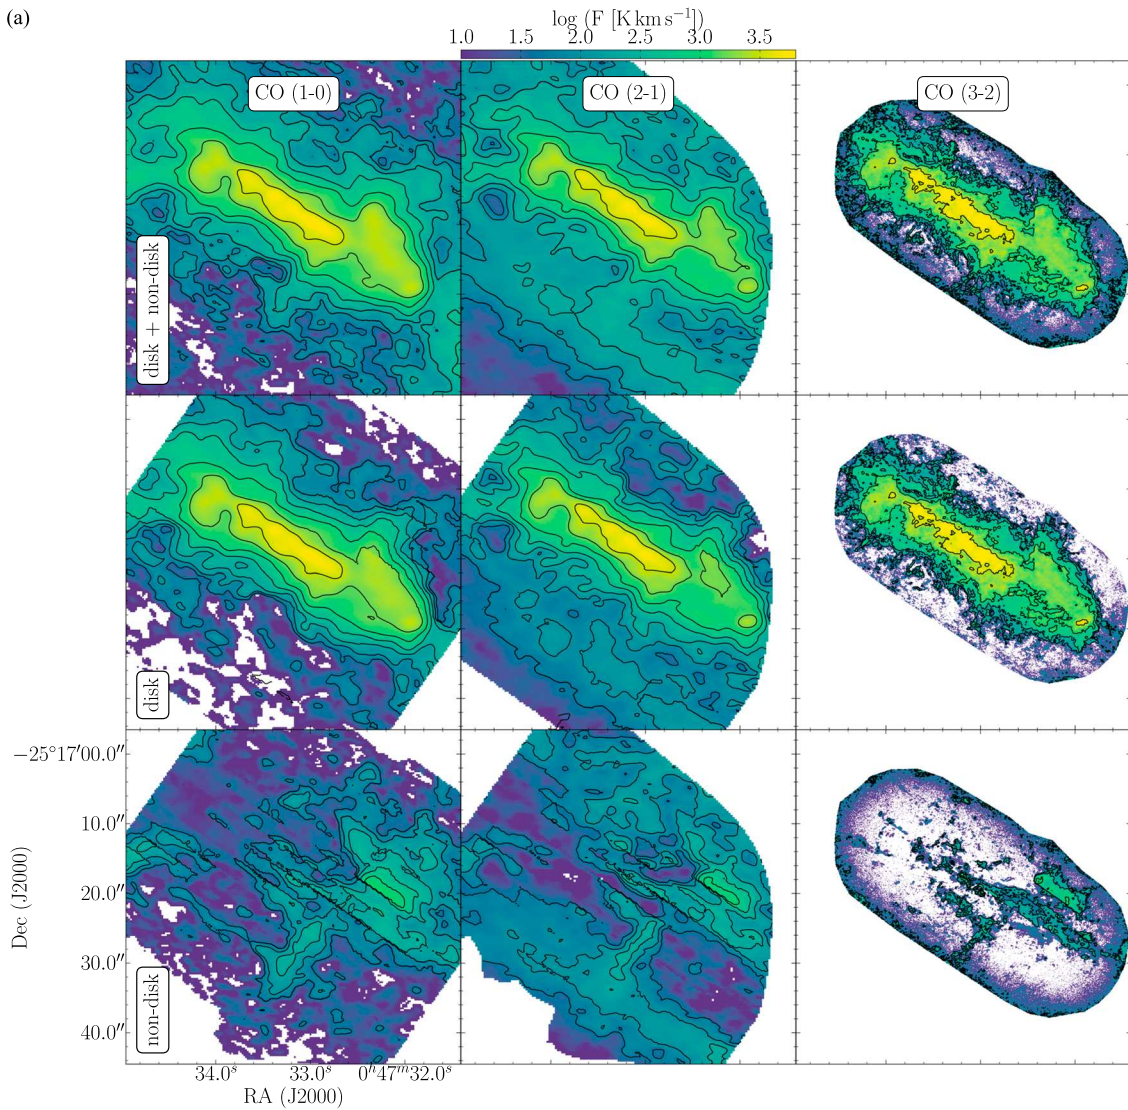 (a)
log (F [K km s⁻¹])
1.0 1.5 2.0 2.5 3.0 3.5
CO (1-0)
CO (2-1)
CO (3-2)
disk + non-disk
disk
non-disk
−25°17′00.0″
10.0″
20.0″
30.0″
40.0″
Dec (J2000)
34.0ˢ 33.0ˢ 0ʰ47ᵐ32.0ˢ
RA (J2000)